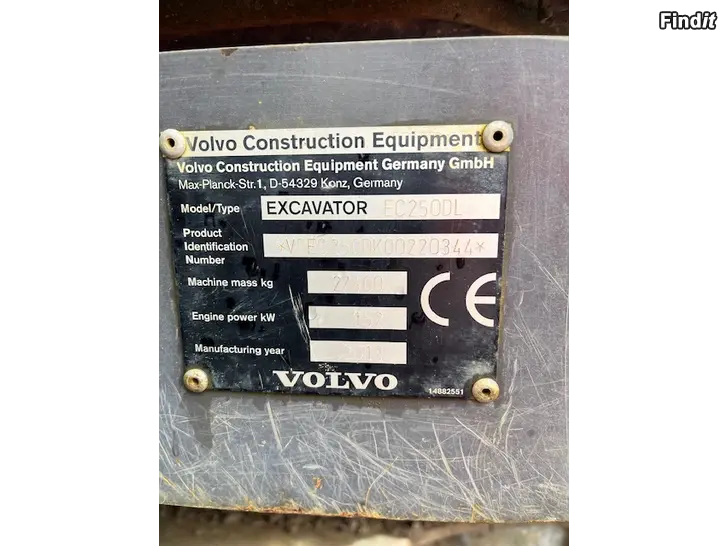 Findit
Volvo Construction Equipment
Volvo Construction Equipment Germany GmbH
Max-Planck-Str.1, D-54329 Konz, Germany
Model/Type EXCAVATOR EC250DL
Product
Identification
Number
Machine mass kg
Engine power kW
Manufacturing year
CE
VOLVO
14882551